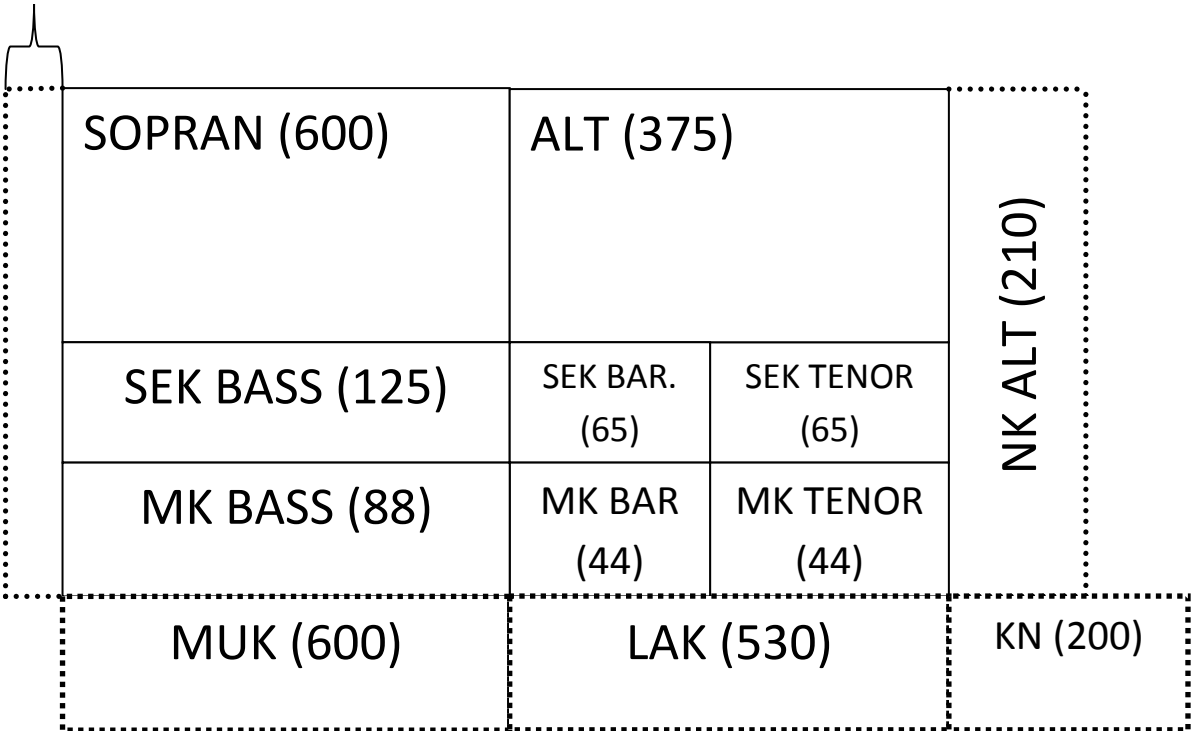 SOPRAN (600)
ALT (375)
NK ALT (210)
SEK BASS (125)
SEK BAR.
(65)
SEK TENOR
(65)
MK BASS (88)
MK BAR
(44)
MK TENOR
(44)
MUK (600)
LAK (530)
KN (200)